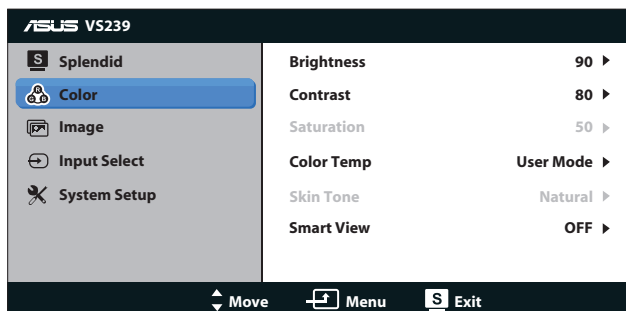 ASUS VS239
S Splendid
R G B Color
Image
Input Select
System Setup
Brightness 90
Contrast 80
Saturation 50
Color Temp User Mode
Skin Tone Natural
Smart View OFF
Move Menu S Exit